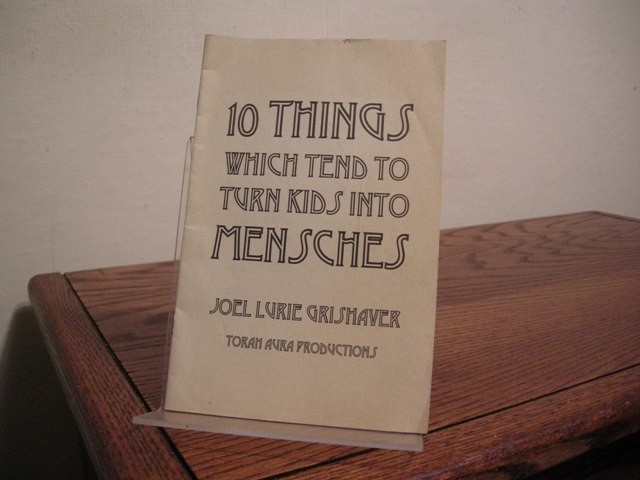 10 THINGS
WHICH TEND TO
TURN KIDS INTO
MENSCHES
JOEL LURIE GRISHAVER
TORAH AURA PRODUCTIONS